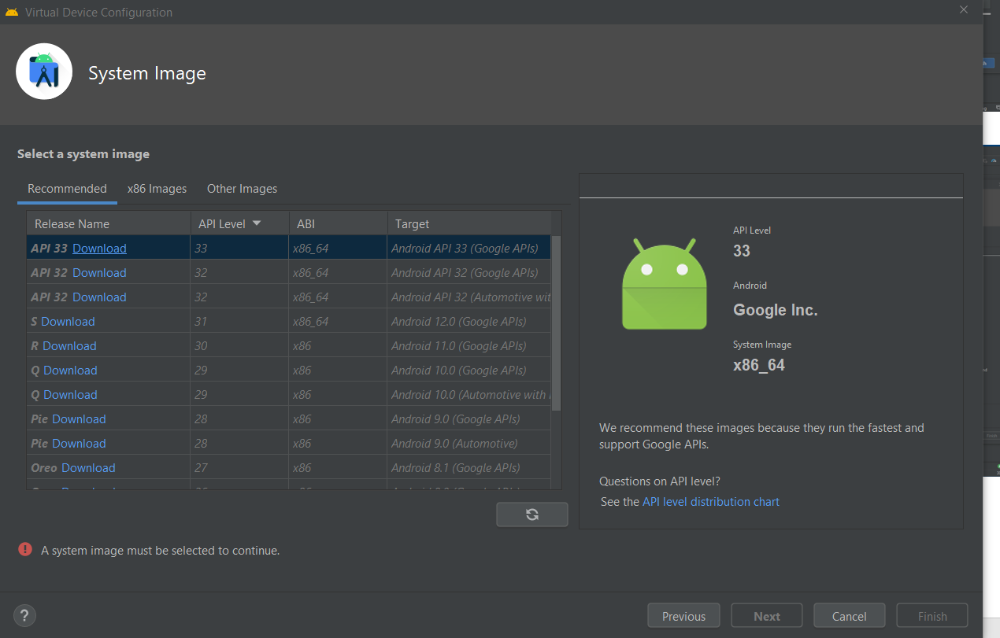 Virtual Device Configuration
System Image
Select a system image
Recommended x86 Images Other Images
Release Name API Level ABI Target
API 33 Download 33 x86_64 Android API 33 (Google APIs)
API 32 Download 32 x86_64 Android API 32 (Google APIs)
API 32 Download 32 x86_64 Android API 32 (Automotive with
S Download 31 x86_64 Android 12.0 (Google APIs)
R Download 30 x86 Android 11.0 (Google APIs)
Q Download 29 x86 Android 10.0 (Google APIs)
Q Download 29 x86 Android 10.0 (Automotive with
Pie Download 28 x86 Android 9.0 (Google APIs)
Pie Download 28 x86 Android 9.0 (Automotive)
Oreo Download 27 x86 Android 8.1 (Google APIs)
API Level
33
Android
Google Inc.
System Image
x86_64
We recommend these images because they run the fastest and
support Google APIs.
Questions on API level?
See the API level distribution chart
A system image must be selected to continue.
? Previous Next Cancel Finish